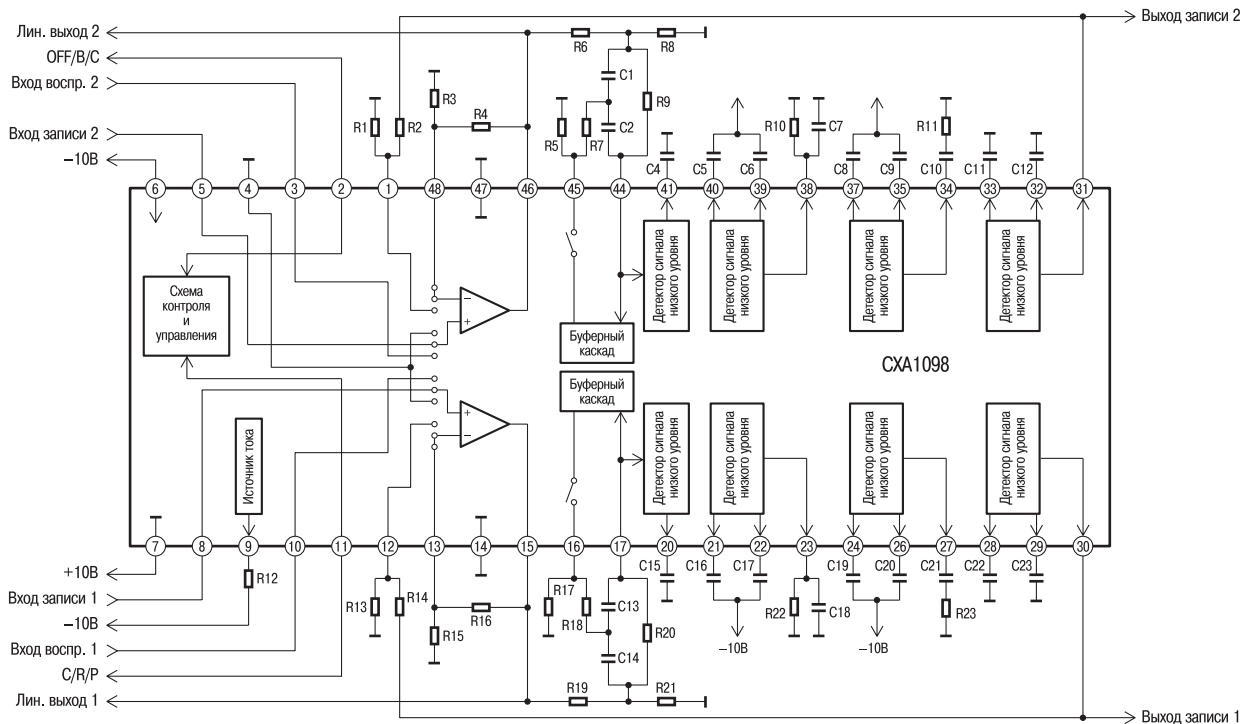 Лин. выход 2
OFF/B/C
Вход воспр. 2
Вход записи 2
–10В
Выход записи 2
R6
R8
C1
R3
R4
R9
R1
R2
R5
R7
C2
C4
C5
C6
R10
C7
C8
C9
R11
C10
C11
C12
6
5
4
3
2
1
48
47
46
45
44
41
40
39
38
37
35
34
33
32
31
Схема
контроля
и
управления
–
+
Буферный
каскад
Детектор сигнала
низкого уровня
Детектор сигнала
низкого уровня
Детектор сигнала
низкого уровня
Детектор сигнала
низкого уровня
CXA1098
Источник тока
+
–
Буферный
каскад
Детектор сигнала
низкого уровня
Детектор сигнала
низкого уровня
Детектор сигнала
низкого уровня
Детектор сигнала
низкого уровня
7
8
9
10
11
12
13
14
15
16
17
20
21
22
23
24
26
27
28
29
30
+10В
Вход записи 1
–10В
Вход воспр. 1
C/R/P
Лин. выход 1
R12
R13
R14
R15
R16
R17
R18
C13
C14
R20
R19
R21
C15
C16
C17
R22
C18
C19
C20
C21
R23
C22
C23
–10В
–10В
Выход записи 1